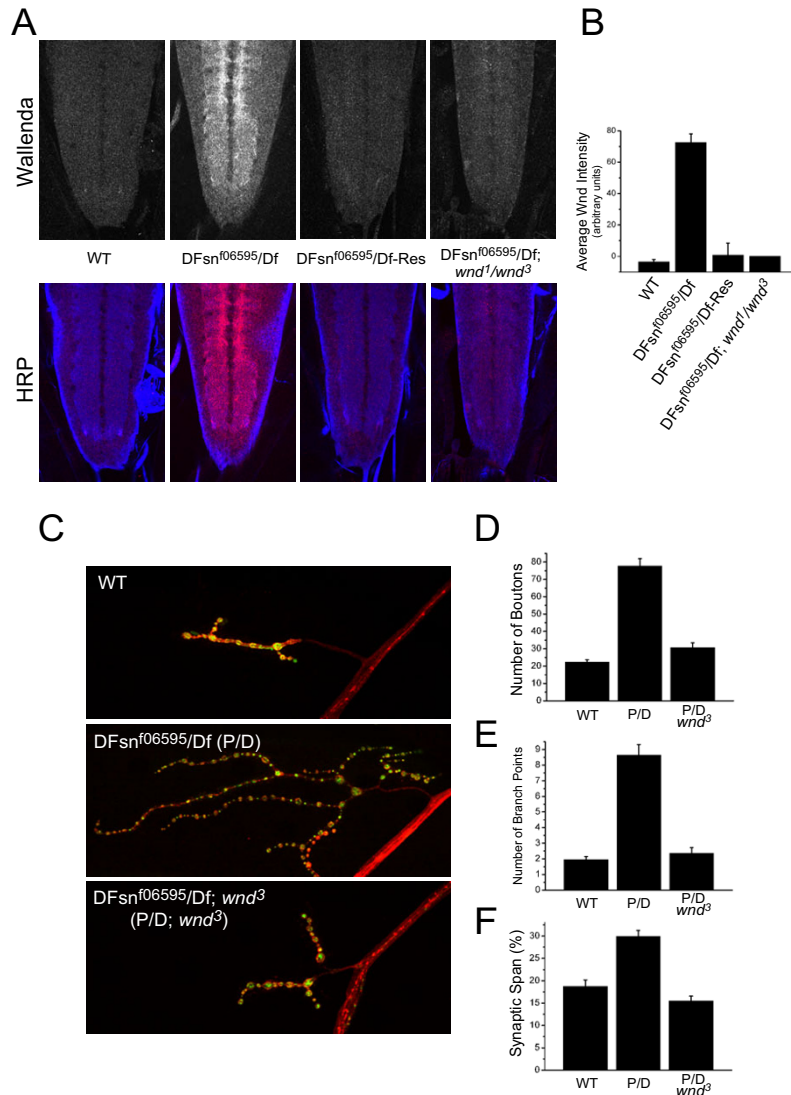 A
Wallenda
WT
DFsnf06595/Df
DFsnf06595/Df-Res
DFsnf06595/Df;
wnd1/wnd3
HRP
B
Average Wnd Intensity
(arbitrary units)
80
60
40
20
0
WT
DFsnf06595/Df
DFsnf06595/Df-Res
DFsnf06595/Df; wnd1/wnd3
C
WT
DFsnf06595/Df (P/D)
DFsnf06595/Df; wnd3
(P/D; wnd3)
D
Number of Boutons
80
70
60
50
40
30
20
10
0
WT
P/D
P/D
wnd3
E
Number of Branch Points
9
8
7
6
5
4
3
2
1
0
WT
P/D
P/D
wnd3
F
Synaptic Span (%)
30
25
20
15
10
5
0
WT
P/D
P/D
wnd3